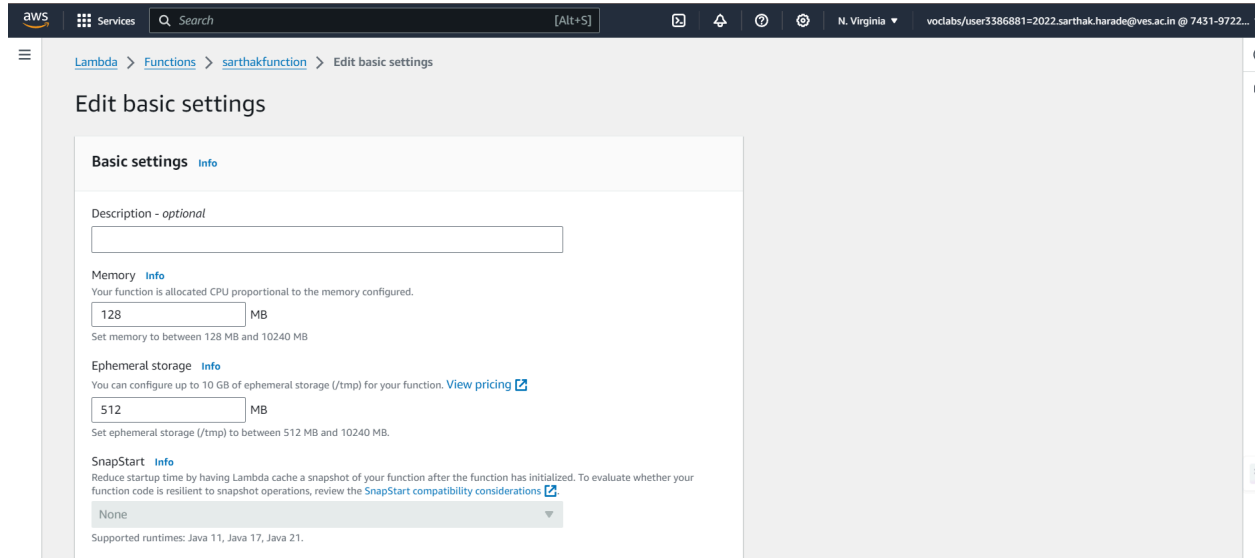 aws
Services
Search
[Alt+S]
N. Virginia
voclabs/user3386881=2022.sarthak.harade@ves.ac.in @ 7431-9722...
Lambda > Functions > sarthakfunction > Edit basic settings
Edit basic settings
Basic settings Info
Description - optional
Memory Info
Your function is allocated CPU proportional to the memory configured.
128 MB
Set memory to between 128 MB and 10240 MB
Ephemeral storage Info
You can configure up to 10 GB of ephemeral storage (/tmp) for your function. View pricing
512 MB
Set ephemeral storage (/tmp) to between 512 MB and 10240 MB.
SnapStart Info
Reduce startup time by having Lambda cache a snapshot of your function after the function has initialized. To evaluate whether your
function code is resilient to snapshot operations, review the SnapStart compatibility considerations.
None
Supported runtimes: Java 11, Java 17, Java 21.